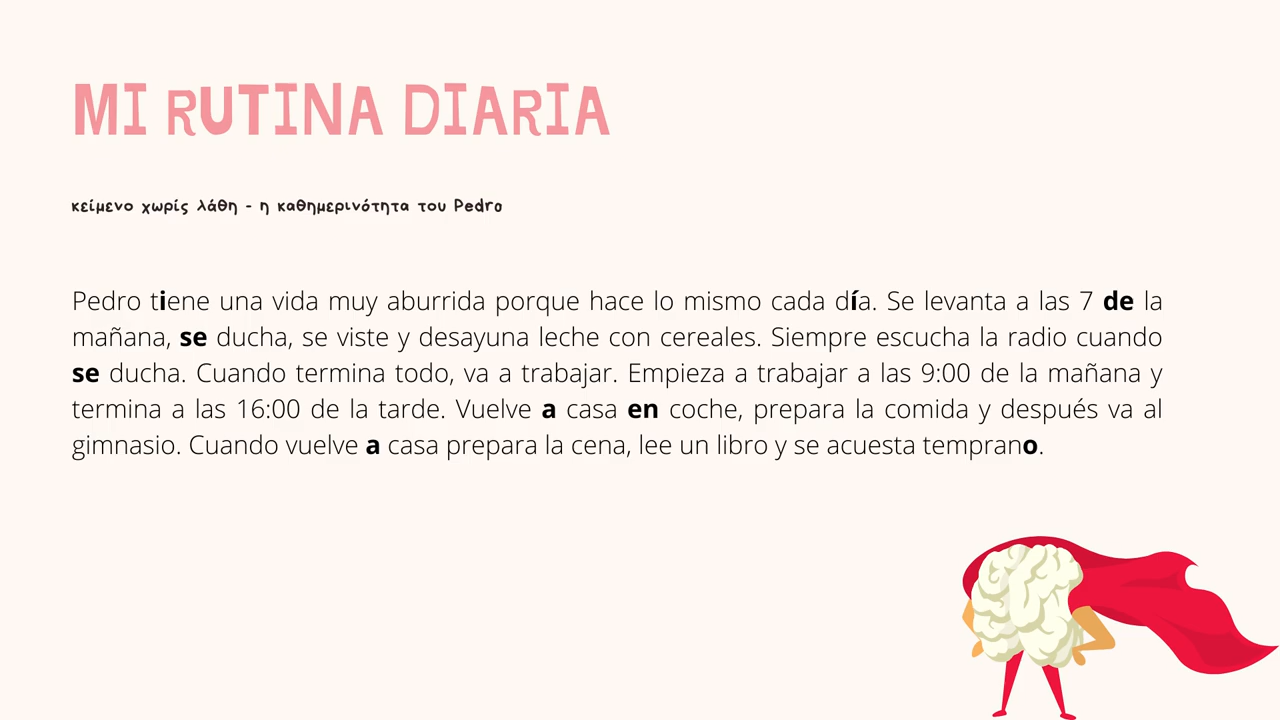 MI RUTINA DIARIA
κείμενο χωρίς λάθη - η καθημερινότητα του Pedro
Pedro tiene una vida muy aburrida porque hace lo mismo cada día. Se levanta a las 7 de la
mañana, se ducha, se viste y desayuna leche con cereales. Siempre escucha la radio cuando
se ducha. Cuando termina todo, va a trabajar. Empieza a trabajar a las 9:00 de la mañana y
termina a las 16:00 de la tarde. Vuelve a casa en coche, prepara la comida y después va al
gimnasio. Cuando vuelve a casa prepara la cena, lee un libro y se acuesta temprano.